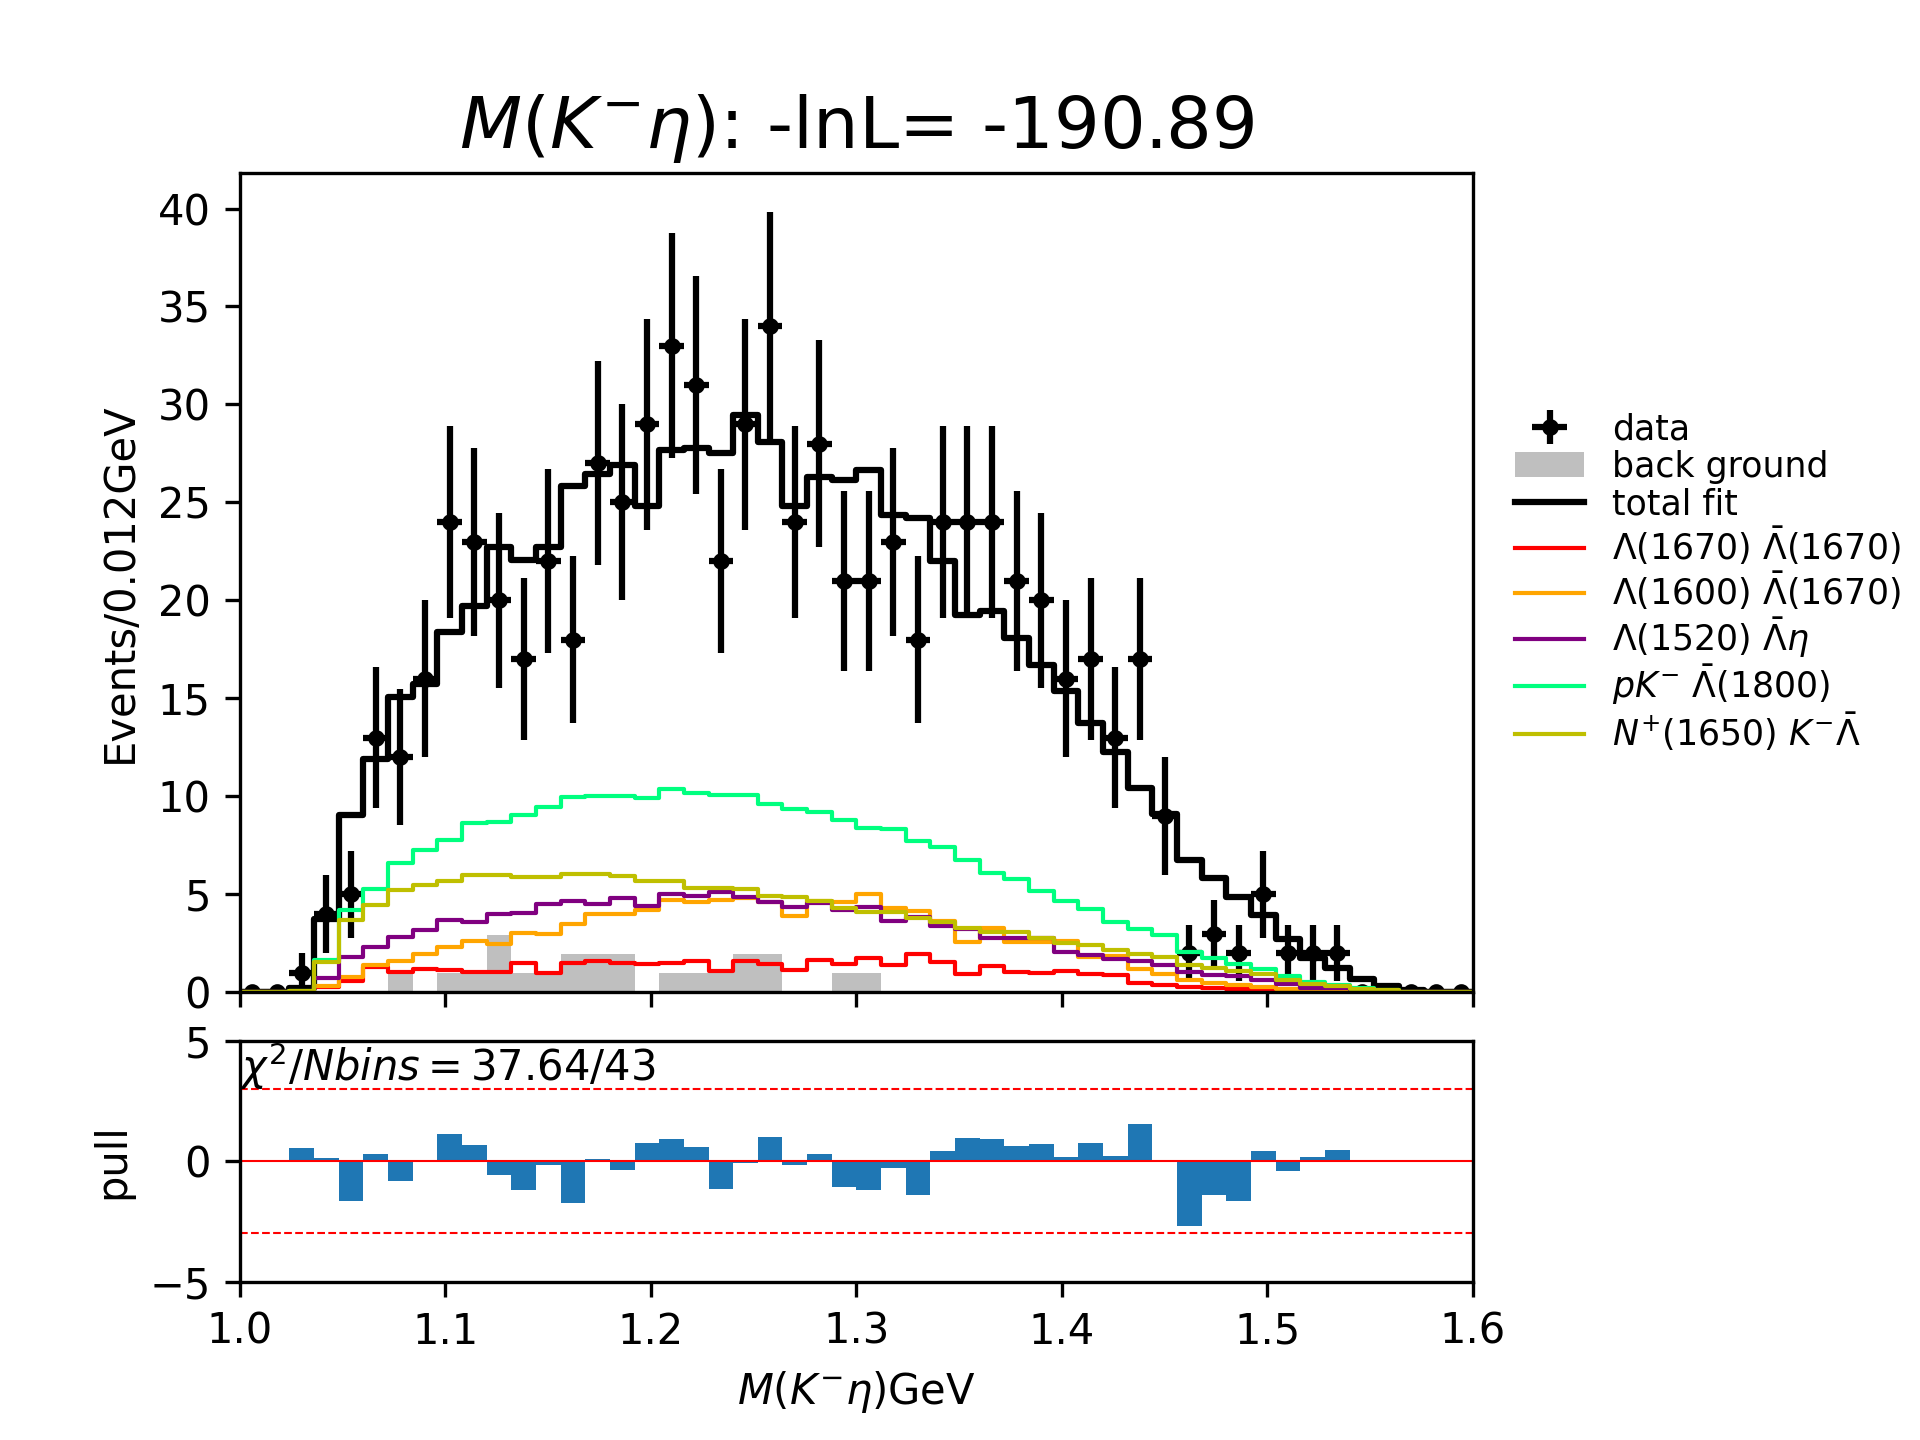 M(K⁻η): -lnL= -190.89
Events/0.012GeV
40
35
30
25
20
15
10
5
0
data
back ground
total fit
Λ(1670) Λ̄(1670)
Λ(1600) Λ̄(1670)
Λ(1520) Λ̄η
pK⁻ Λ̄(1800)
N⁺(1650) K⁻Λ̄
χ²/Nbins = 37.64/43
pull
5
0
−5
1.0 1.1 1.2 1.3 1.4 1.5 1.6
M(K⁻η)GeV